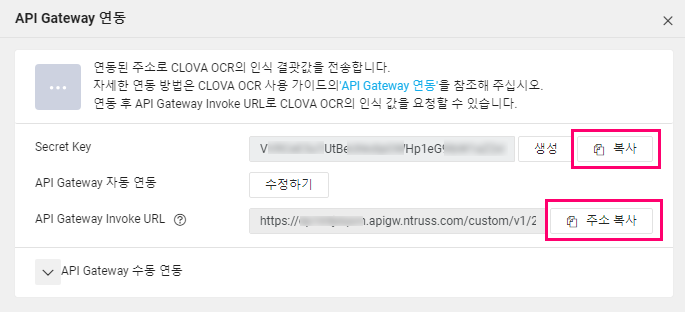 API Gateway 연동
연동된 주소로 CLOVA OCR의 인식 결괏값을 전송합니다.
자세한 연동 방법은 CLOVA OCR 사용 가이드의'API Gateway 연동'을 참조해 주십시오.
연동 후 API Gateway Invoke URL로 CLOVA OCR의 인식 값을 요청할 수 있습니다.
Secret Key 생성 복사
API Gateway 자동 연동 수정하기
API Gateway Invoke URL https:// .apigw.ntruss.com/custom/v1/2 주소 복사
API Gateway 수동 연동